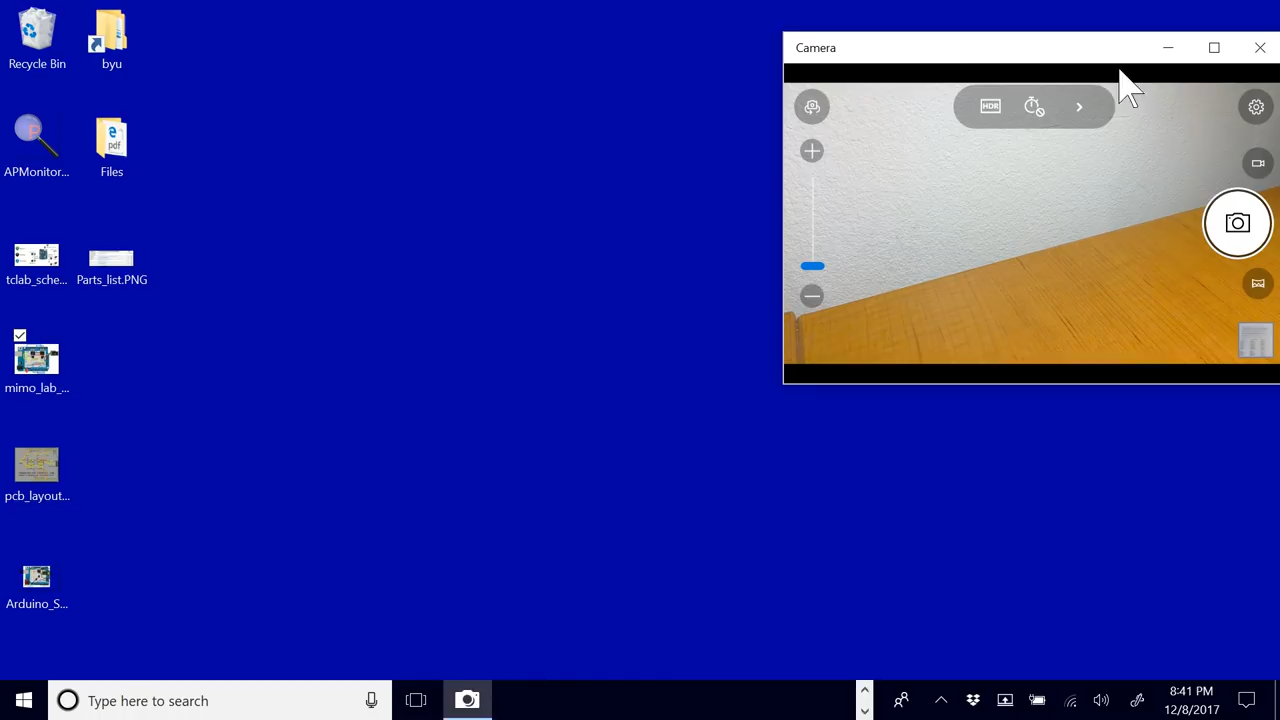 Recycle Bin
byu
APMonitor...
Files
tclab_sche...
Parts_list.PNG
mimo_lab_...
pcb_layout...
Arduino_S...
Camera
HDR
Type here to search
8:41 PM
12/8/2017